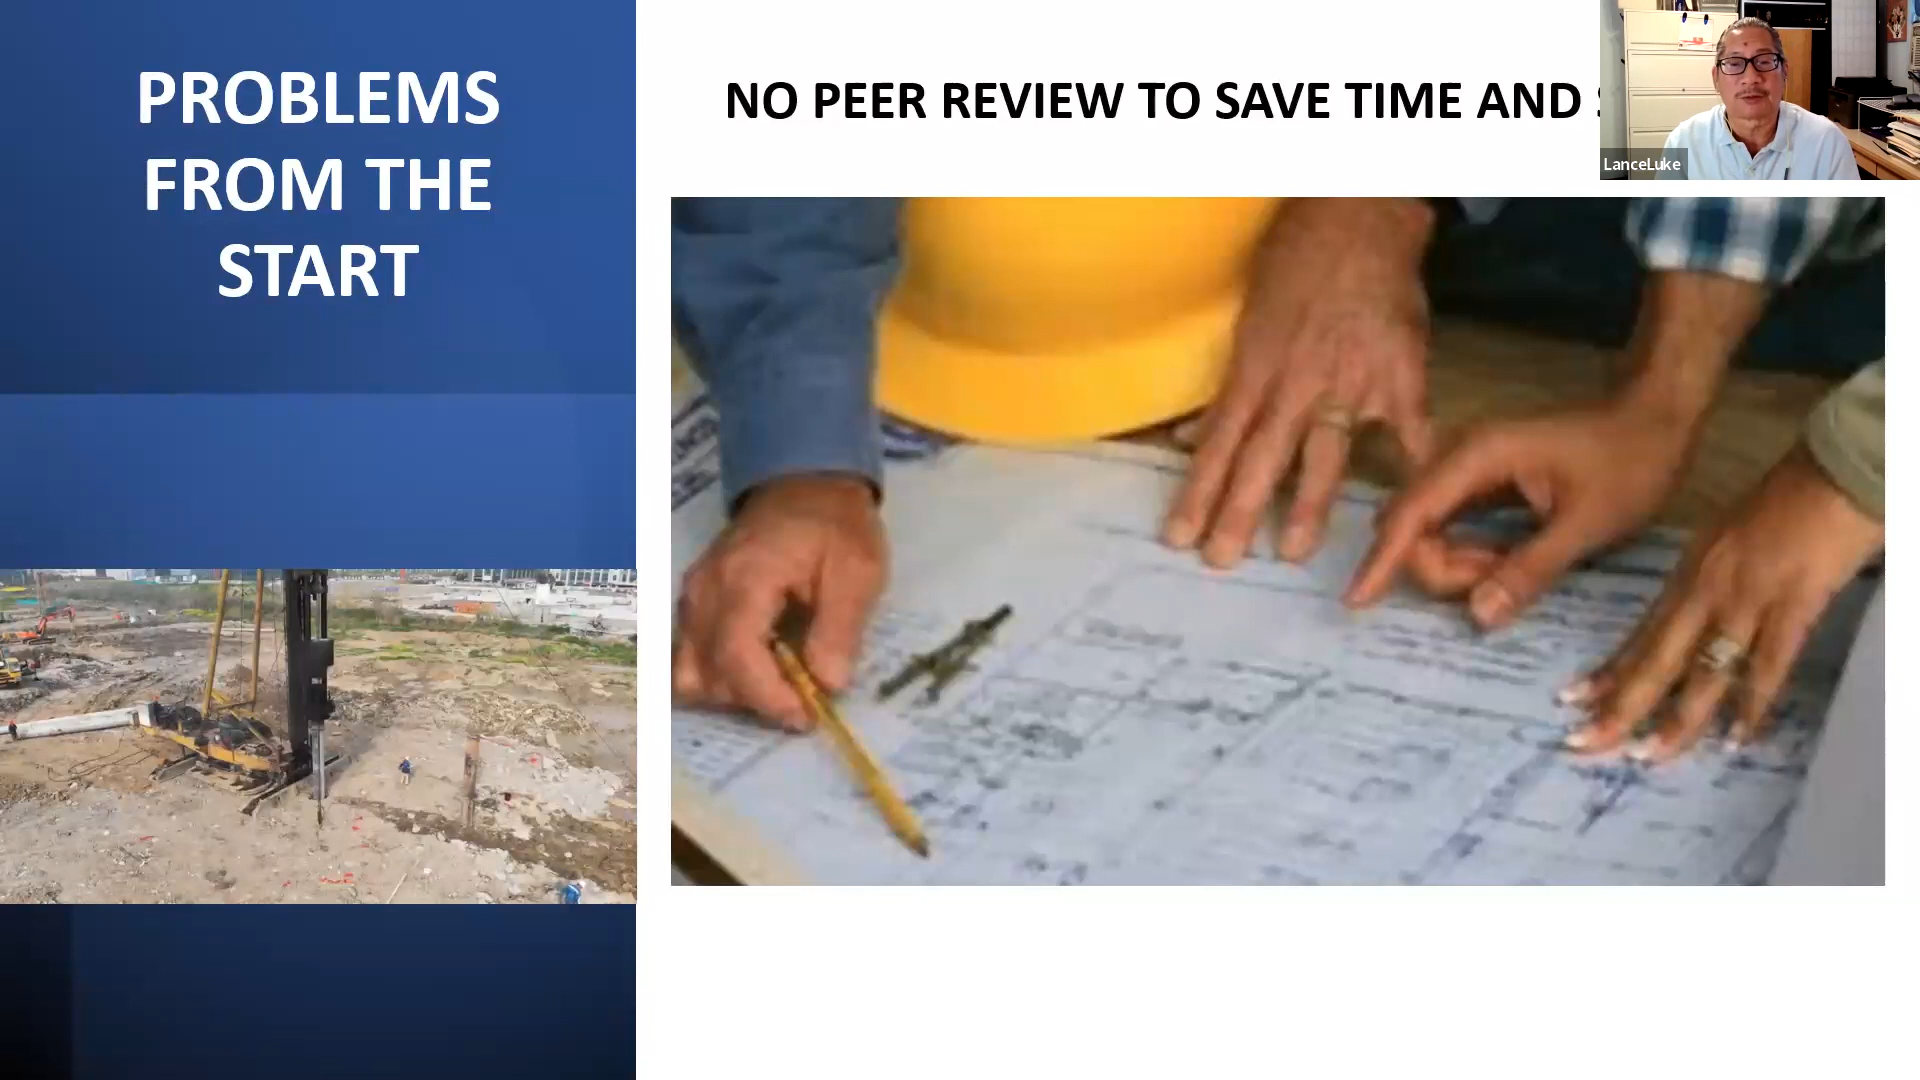 PROBLEMS
FROM THE
START
NO PEER REVIEW TO SAVE TIME AND
LanceLuke